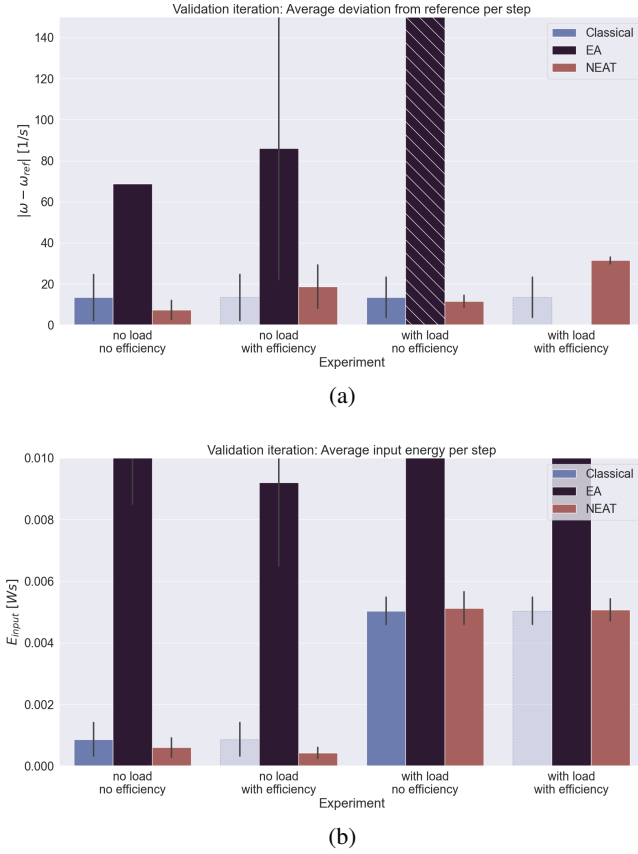 Validation iteration: Average deviation from reference per step
140
120
100
80
60
40
20
0
|ω − ω_ref| [1/s]
Classical
EA
NEAT
no load
no efficiency
no load
with efficiency
with load
no efficiency
with load
with efficiency
Experiment
(a)
Validation iteration: Average input energy per step
0.010
0.008
0.006
0.004
0.002
0.000
E_input [Ws]
Classical
EA
NEAT
no load
no efficiency
no load
with efficiency
with load
no efficiency
with load
with efficiency
Experiment
(b)